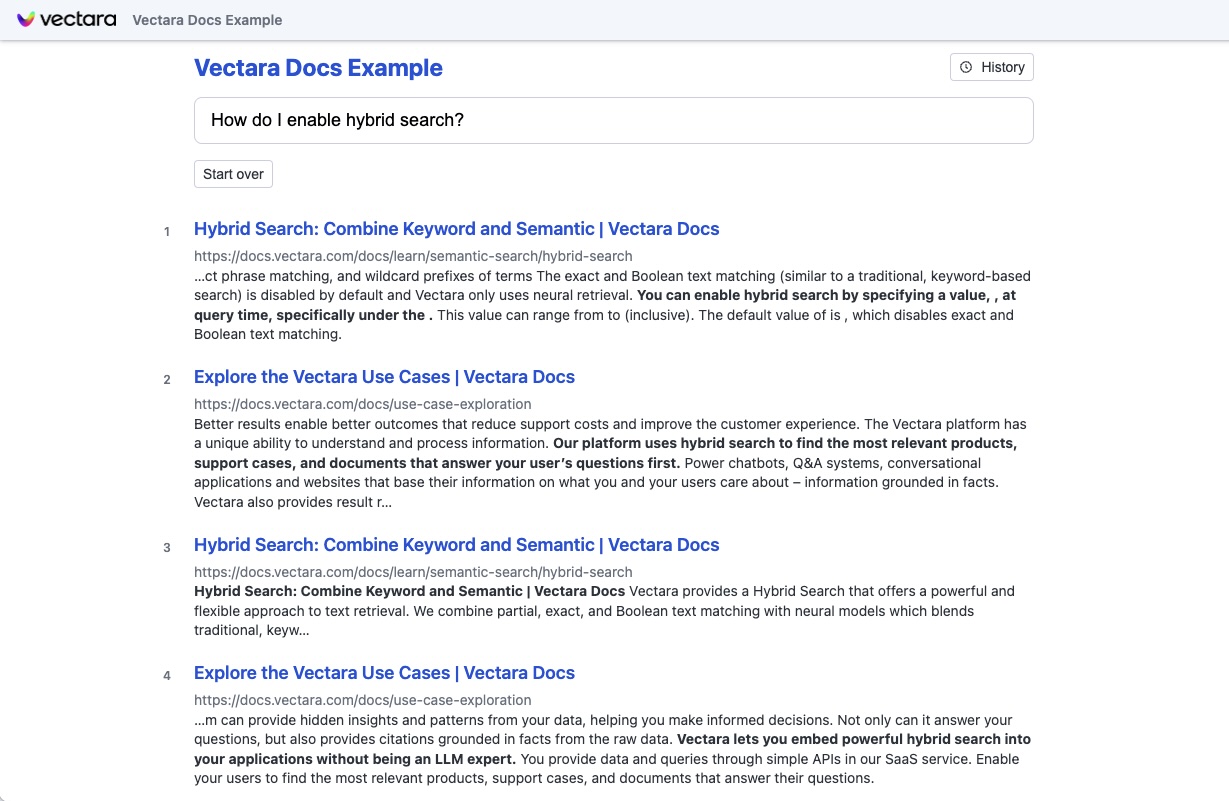 vectara Vectara Docs Example
Vectara Docs Example
History
How do I enable hybrid search?
Start over
1 Hybrid Search: Combine Keyword and Semantic | Vectara Docs
https://docs.vectara.com/docs/learn/semantic-search/hybrid-search
...ct phrase matching, and wildcard prefixes of terms The exact and Boolean text matching (similar to a traditional, keyword-based
search) is disabled by default and Vectara only uses neural retrieval. You can enable hybrid search by specifying a value, , at
query time, specifically under the . This value can range from to (inclusive). The default value of is , which disables exact and
Boolean text matching.
2 Explore the Vectara Use Cases | Vectara Docs
https://docs.vectara.com/docs/use-case-exploration
Better results enable better outcomes that reduce support costs and improve the customer experience. The Vectara platform has
a unique ability to understand and process information. Our platform uses hybrid search to find the most relevant products,
support cases, and documents that answer your user’s questions first. Power chatbots, Q&A systems, conversational
applications and websites that base their information on what you and your users care about – information grounded in facts.
Vectara also provides result r...
3 Hybrid Search: Combine Keyword and Semantic | Vectara Docs
https://docs.vectara.com/docs/learn/semantic-search/hybrid-search
Hybrid Search: Combine Keyword and Semantic | Vectara Docs Vectara provides a Hybrid Search that offers a powerful and
flexible approach to text retrieval. We combine partial, exact, and Boolean text matching with neural models which blends
traditional, keyw...
4 Explore the Vectara Use Cases | Vectara Docs
https://docs.vectara.com/docs/use-case-exploration
...m can provide hidden insights and patterns from your data, helping you make informed decisions. Not only can it answer your
questions, but also provides citations grounded in facts from the raw data. Vectara lets you embed powerful hybrid search into
your applications without being an LLM expert. You provide data and queries through simple APIs in our SaaS service. Enable
your users to find the most relevant products, support cases, and documents that answer their questions.